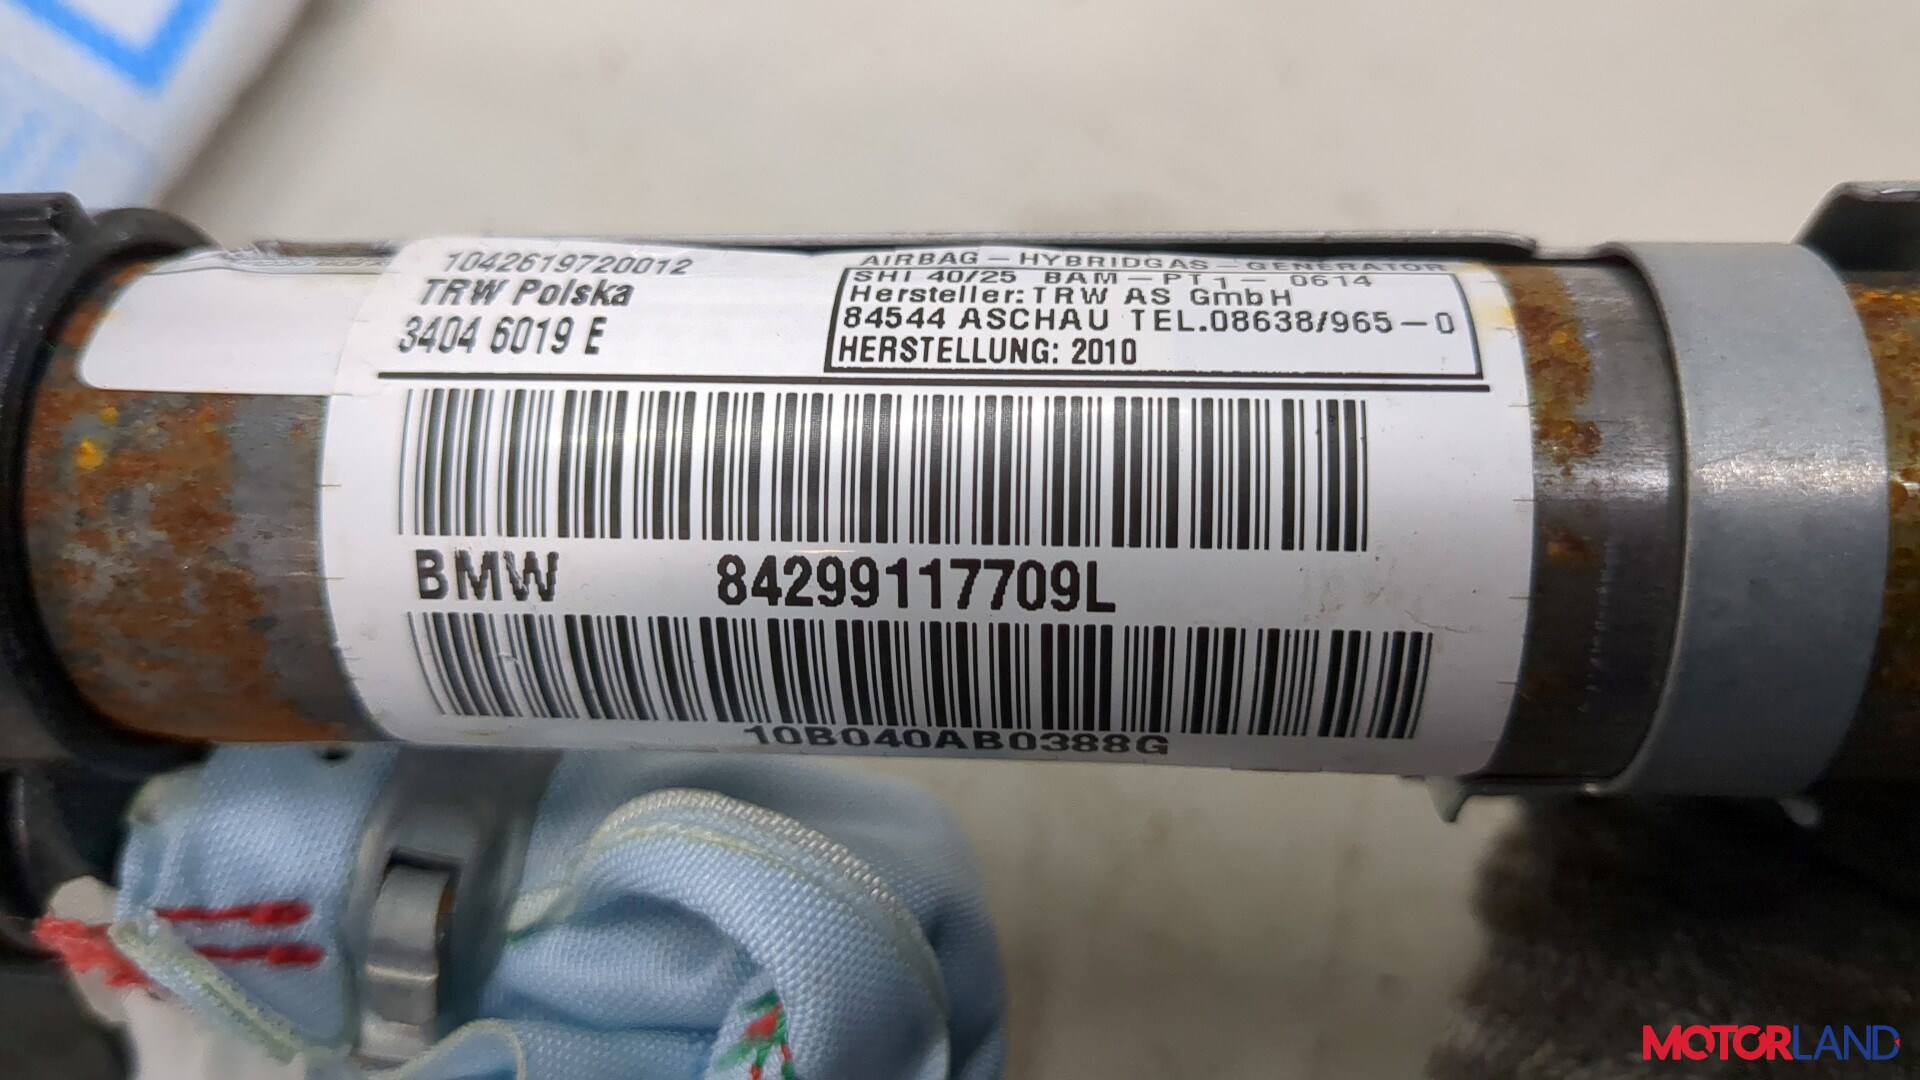 1042619720012
TRW Polska
3404 6019 E
AIRBAG-HYBRIDGAS-GENERATOR
SHI 40/25 BAM-PT1- 0614
Hersteller: TRW AS GmbH
84544 ASCHAU TEL.08638/965-0
HERSTELLUNG: 2010
BMW 84299117709L
10B040AB0388G
MOTORLAND